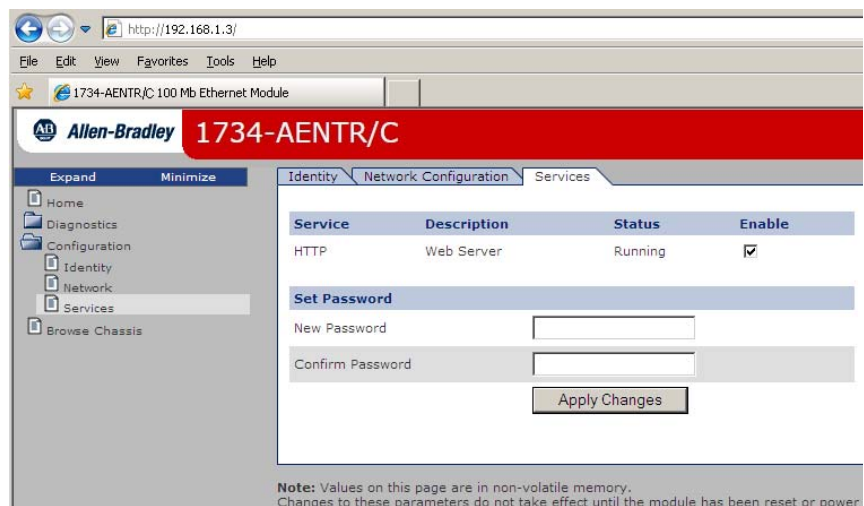 http://192.168.1.3/
File Edit View Favorites Tools Help
1734-AENTR/C 100 Mb Ethernet Module
AB Allen-Bradley 1734-AENTR/C
Expand Minimize
Home
Diagnostics
Configuration
Identity
Network
Services
Browse Chassis
Identity Network Configuration Services
Service Description Status Enable
HTTP Web Server Running
Set Password
New Password
Confirm Password
Apply Changes
Note: Values on this page are in non-volatile memory.
Changes to these parameters do not take effect until the module has been reset or power